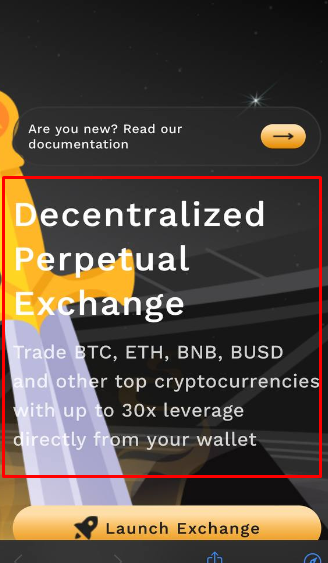 Are you new? Read our
documentation
Decentralized
Perpetual
Exchange
Trade BTC, ETH, BNB, BUSD
and other top cryptocurrencies
with up to 30x leverage
directly from your wallet
Launch Exchange